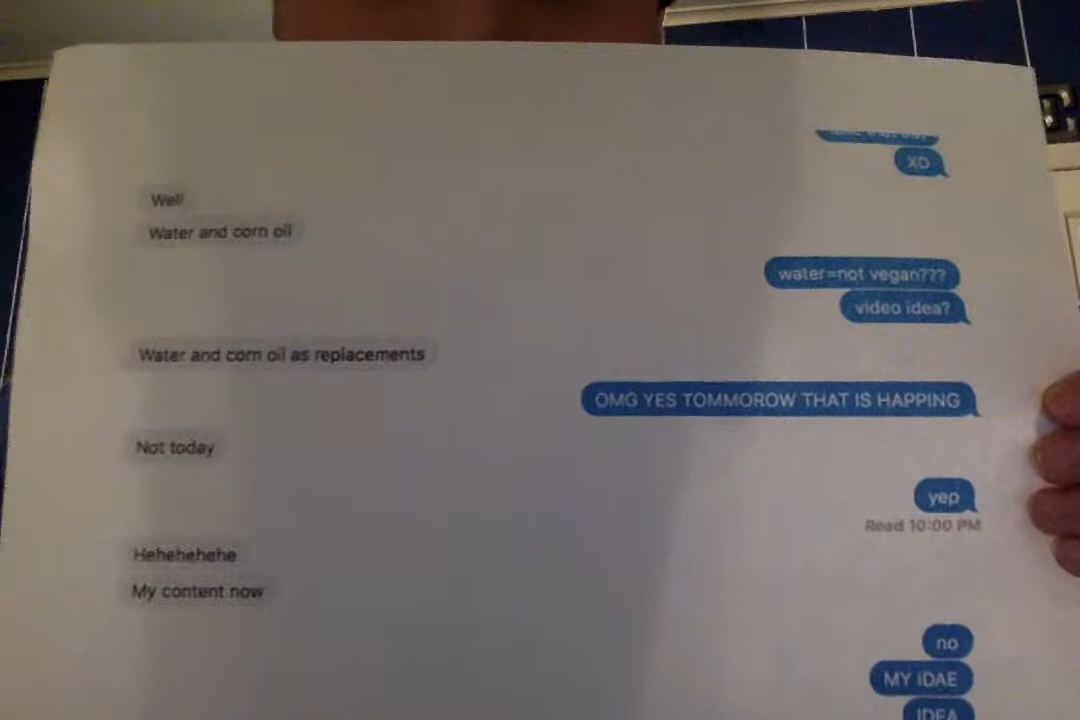 XD
Well
Water and corn oil
water=not vegan???
video idea?
Water and corn oil as replacements
OMG YES TOMMOROW THAT IS HAPPING
Not today
yep
Read 10:00 PM
Hehehehehe
My content now
no
MY IDAE
IDEA